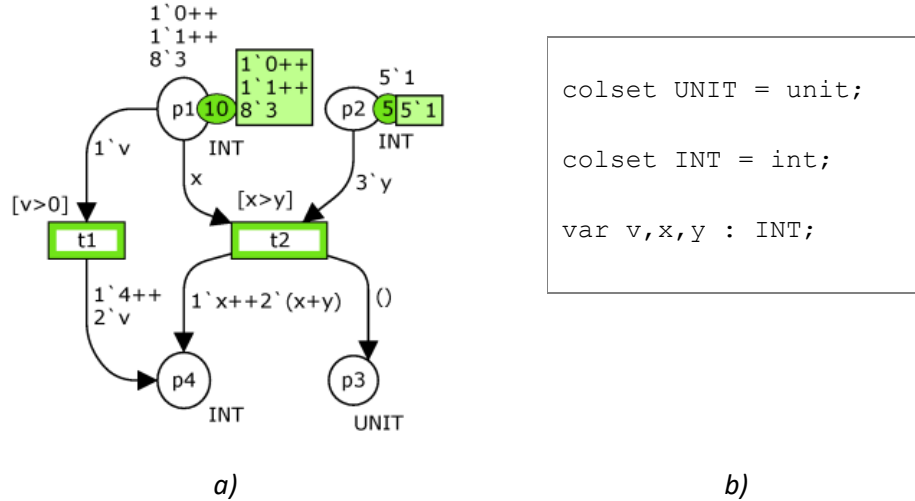 1`0++
1`1++
8`3
p1
10
1`0++
1`1++
8`3
INT
5`1
p2
5
5`1
INT
1`v
x
3`y
[v>0]
[x>y]
t1
t2
1`4++
2`v
1`x++2`(x+y)
()
p4
INT
p3
UNIT
a)
colset UNIT = unit;
colset INT = int;
var v,x,y : INT;
b)